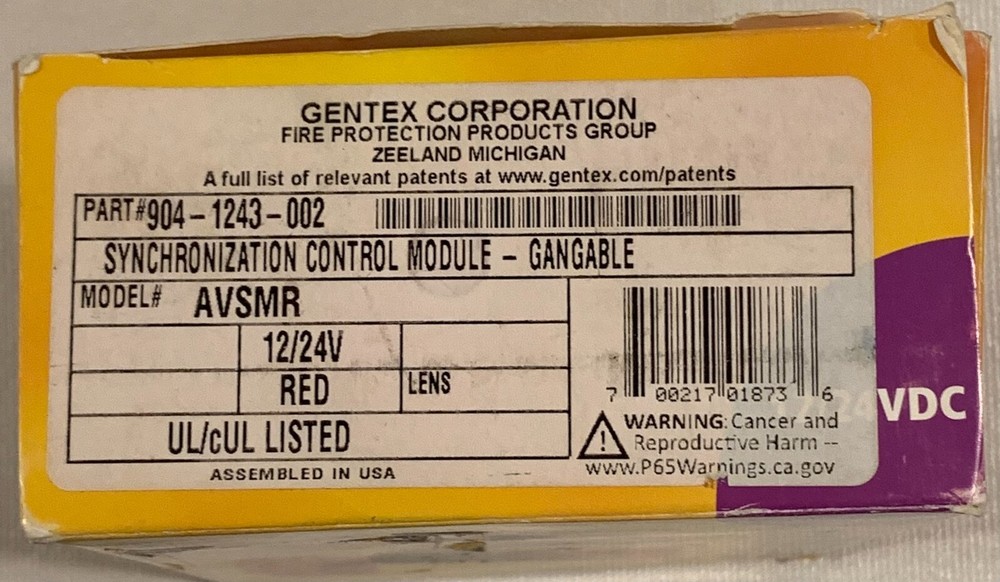 GENTEX CORPORATION
FIRE PROTECTION PRODUCTS GROUP
ZEELAND MICHIGAN
A full list of relevant patents at www.gentex.com/patents
PART# 904-1243-002
SYNCHRONIZATION CONTROL MODULE - GANGABLE
MODEL# AVSMR
12/24V
RED LENS
UL/cUL LISTED
ASSEMBLED IN USA
7 00217 01873 6
WARNING: Cancer and
Reproductive Harm --
www.P65Warnings.ca.gov
24VDC